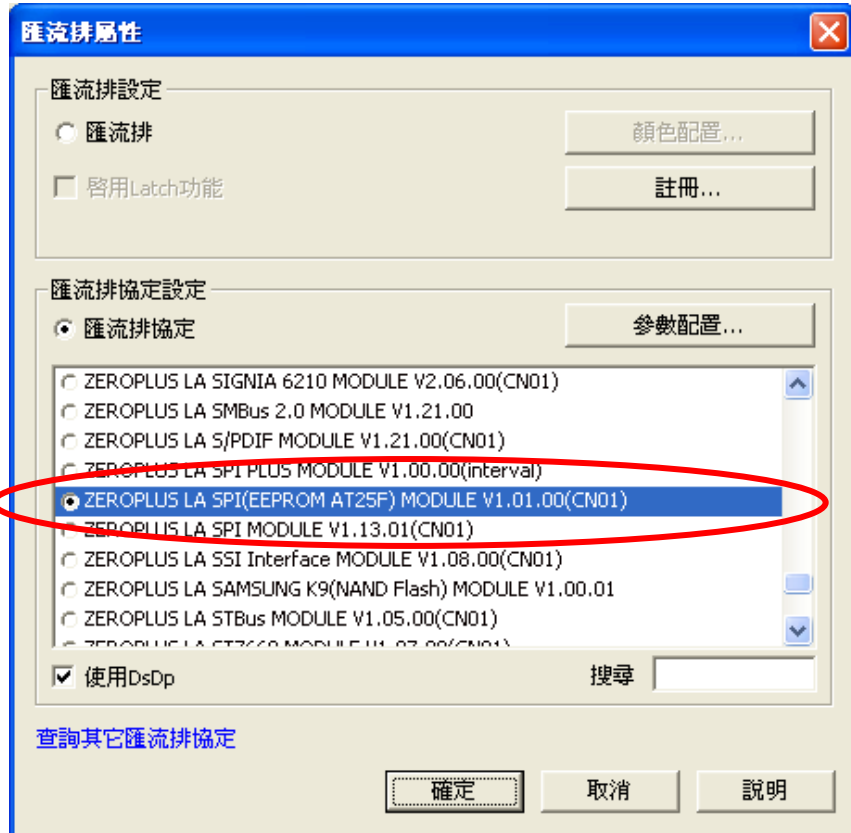 匯流排屬性
匯流排設定
匯流排
顏色配置...
啓用Latch功能
註冊...
匯流排協定設定
匯流排協定
參數配置...
ZEROPLUS LA SIGNIA 6210 MODULE V2.06.00(CN01)
ZEROPLUS LA SMBus 2.0 MODULE V1.21.00
ZEROPLUS LA S/PDIF MODULE V1.21.00(CN01)
ZEROPLUS LA SPI PLUS MODULE V1.00.00(interval)
ZEROPLUS LA SPI(EEPROM AT25F) MODULE V1.01.00(CN01)
ZEROPLUS LA SPI MODULE V1.13.01(CN01)
ZEROPLUS LA SSI Interface MODULE V1.08.00(CN01)
ZEROPLUS LA SAMSUNG K9(NAND Flash) MODULE V1.00.01
ZEROPLUS LA STBus MODULE V1.05.00(CN01)
ZEROPLUS LA MODULE
使用DsDp
搜尋
查詢其它匯流排協定
確定
取消
說明